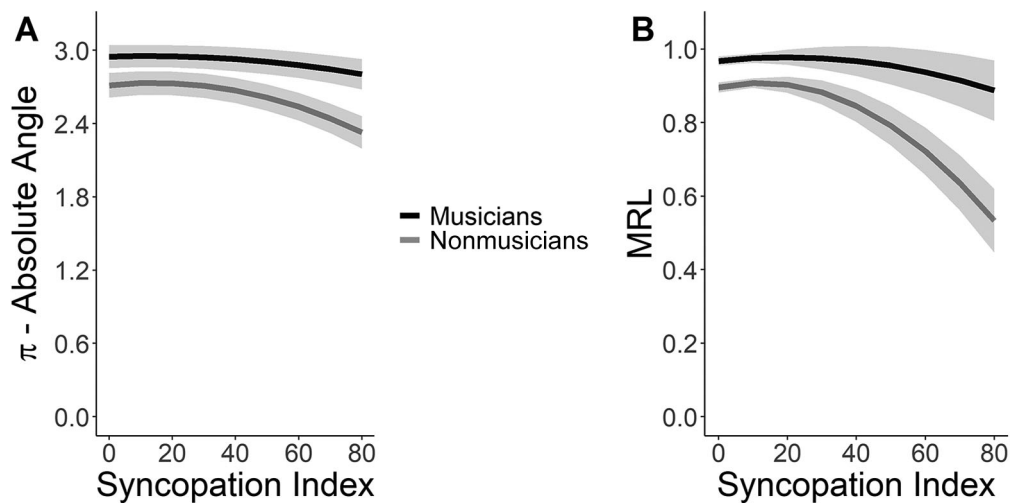 A
π - Absolute Angle
3.0
2.4
1.8
1.2
0.6
0.0
0 20 40 60 80
Syncopation Index
Musicians
Nonmusicians
B
MRL
1.0
0.8
0.6
0.4
0.2
0.0
0 20 40 60 80
Syncopation Index